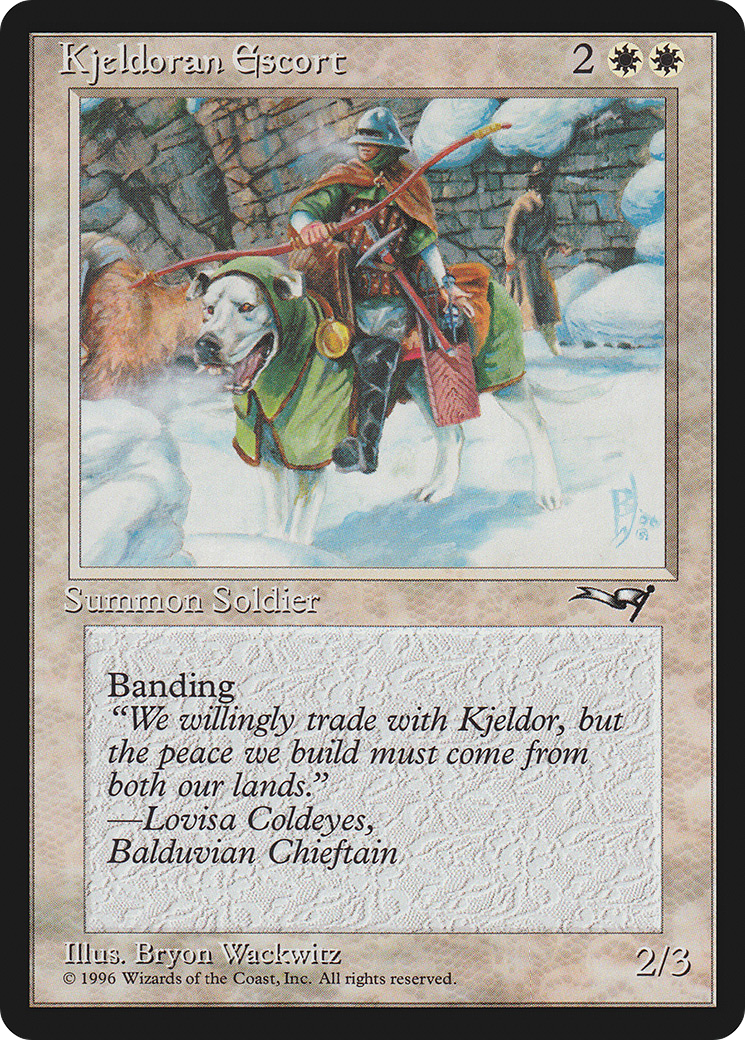 Kjeldoran Escort 2
Summon Soldier
Banding
“We willingly trade with Kjeldor, but
the peace we build must come from
both our lands.”
—Lovisa Coldeyes,
Balduvian Chieftain
Illus. Bryon Wackwitz
2/3
© 1996 Wizards of the Coast, Inc. All rights reserved.